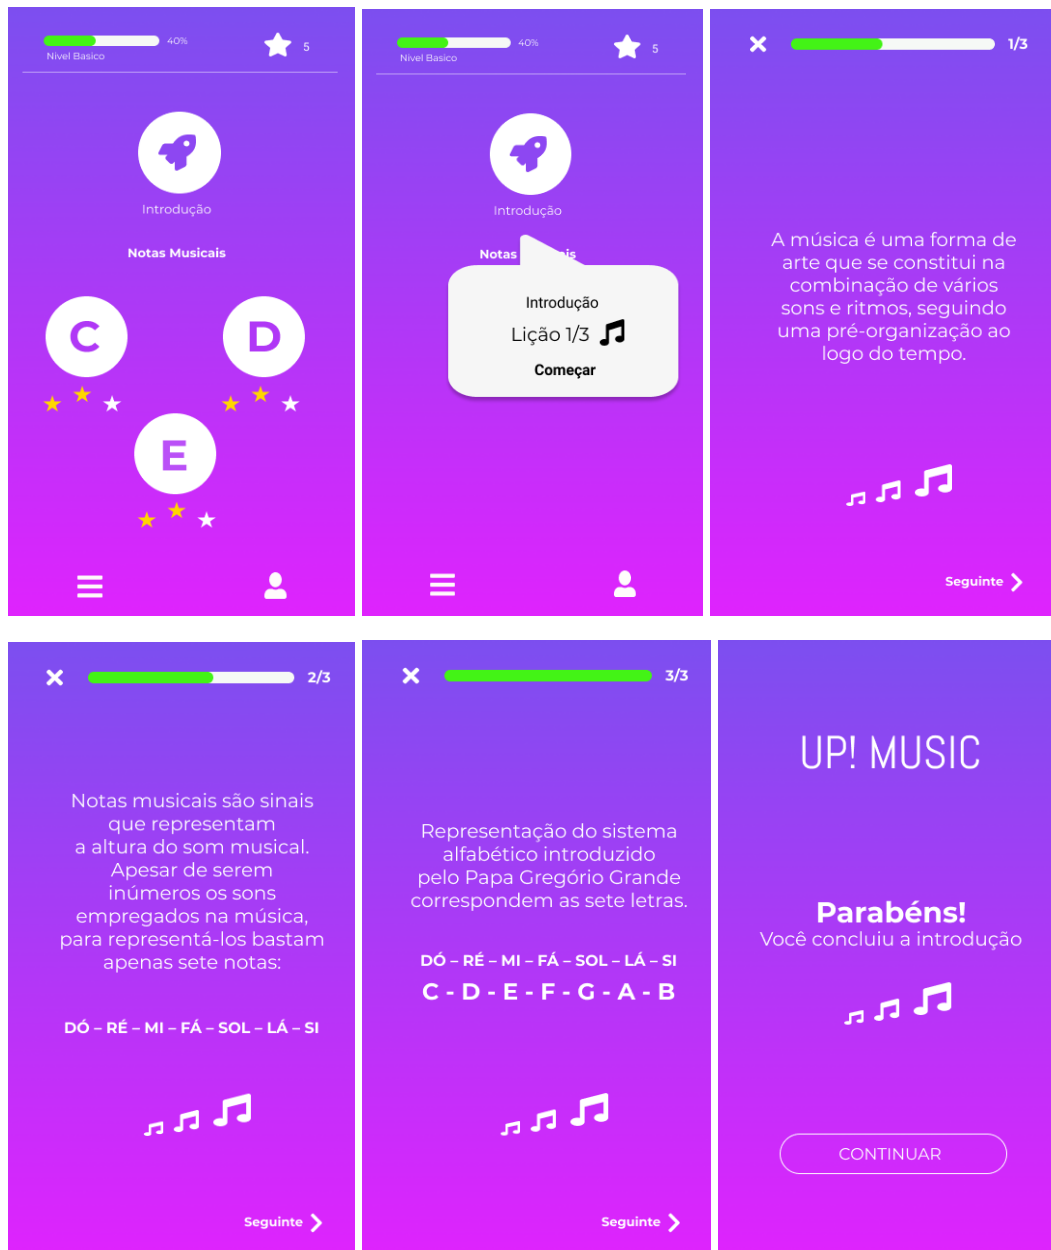 40%
5
Nivel Basico
Introdução
Notas Musicais
C
D
E
40%
5
Nivel Basico
Introdução
Notas is
Introdução
Lição 1/3
Começar
1/3
A música é uma forma de
arte que se constitui na
combinação de vários
sons e ritmos, seguindo
uma pré-organização ao
logo do tempo.
Seguinte
2/3
Notas musicais são sinais
que representam
a altura do som musical.
Apesar de serem
inúmeros os sons
empregados na música,
para representá-los bastam
apenas sete notas:
DÓ – RÉ – MI – FÁ – SOL – LÁ – SI
Seguinte
3/3
Representação do sistema
alfabético introduzido
pelo Papa Gregório Grande
correspondem as sete letras.
DÓ – RÉ – MI – FÁ – SOL – LÁ – SI
C - D - E - F - G - A - B
Seguinte
UP! MUSIC
Parabéns!
Você concluiu a introdução
CONTINUAR